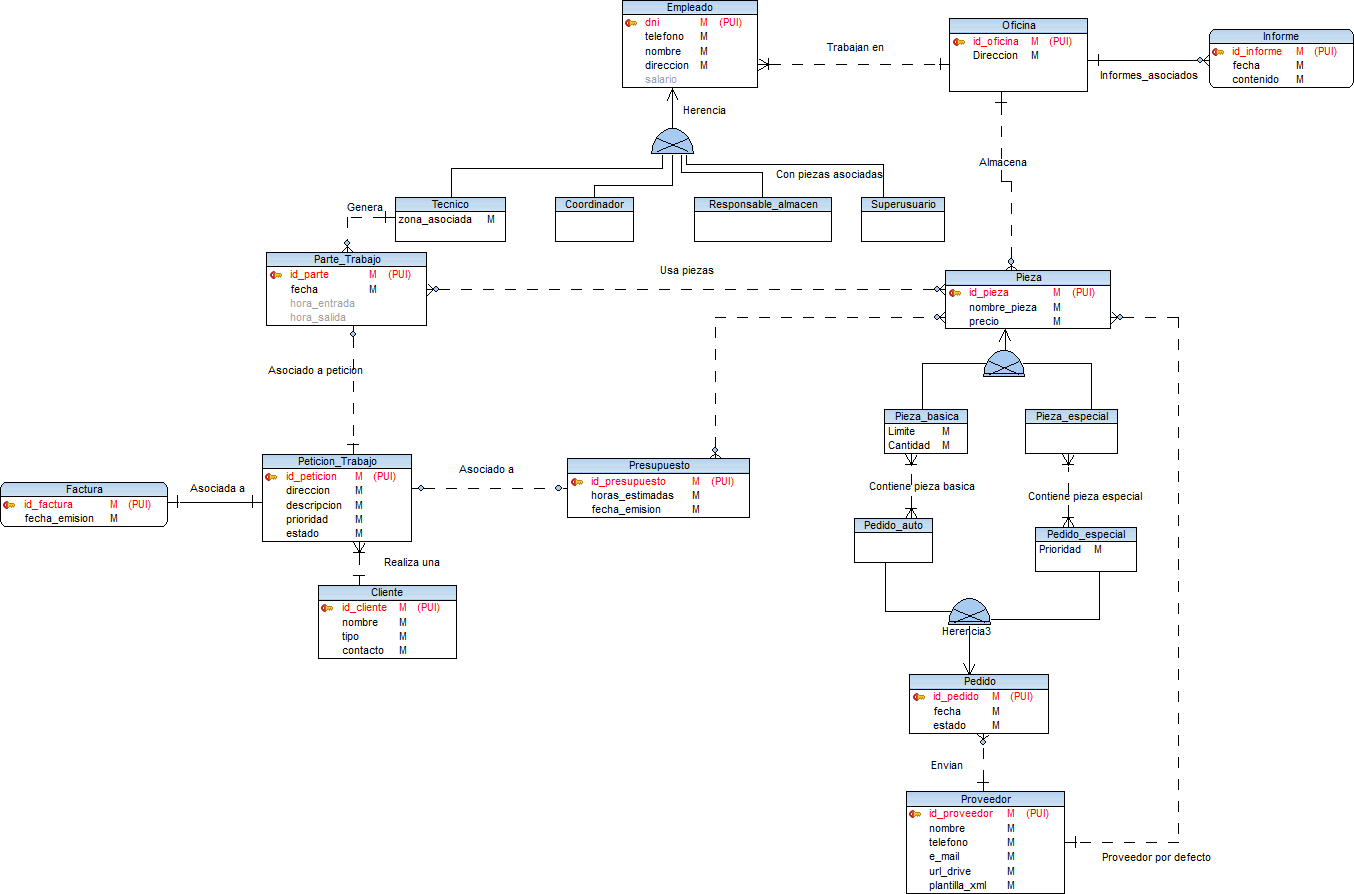 Empleado
dni M (PUI)
telefono M
nombre M
direccion M
salario
Trabajan en
Oficina
id_oficina M (PUI)
Direccion M
Informes_asociados
Informe
id_informe M (PUI)
fecha M
contenido M
Herencia
Almacena
Con piezas asociadas
Genera
Tecnico
zona_asociada M
Coordinador
Responsable_almacen
Superusuario
Parte_Trabajo
id_parte M (PUI)
fecha M
hora_entrada
hora_salida
Usa piezas
Pieza
id_pieza M (PUI)
nombre_pieza M
precio M
Asociado a peticion
Pieza_basica
Limite M
Cantidad M
Pieza_especial
Peticion_Trabajo
id_peticion M (PUI)
direccion M
descripcion M
prioridad M
estado M
Asociado a
Presupuesto
id_presupuesto M (PUI)
horas_estimadas M
fecha_emision M
Factura
id_factura M (PUI)
fecha_emision M
Asociada a
Contiene pieza basica
Contiene pieza especial
Pedido_auto
Pedido_especial
Prioridad M
Realiza una
Cliente
id_cliente M (PUI)
nombre M
tipo M
contacto M
Herencia3
Pedido
id_pedido M (PUI)
fecha M
estado M
Envian
Proveedor
id_proveedor M (PUI)
nombre M
telefono M
e_mail M
url_drive M
plantilla_xml M
Proveedor por defecto